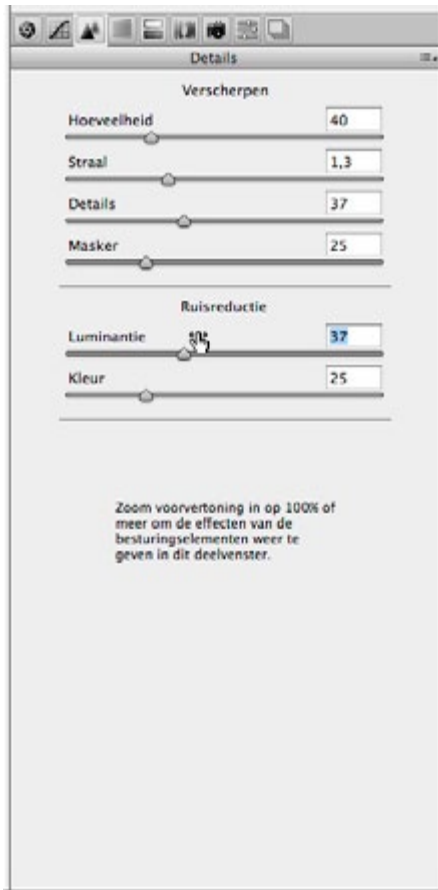 Details
Verscherpen
Hoeveelheid 40
Straal 1,3
Details 37
Masker 25
Ruisreductie
Luminantie 37
Kleur 25
Zoom voorvertoning in op 100% of
meer om de effecten van de
besturingselementen weer te
geven in dit deelvenster.